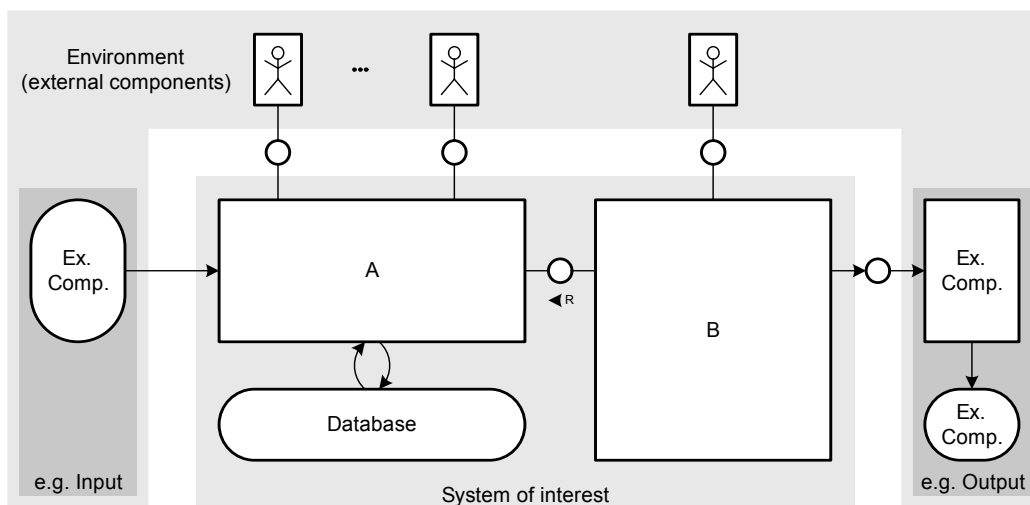 Environment
(external components)
...
Ex.
Comp.
A
R
B
Ex.
Comp.
Database
Ex.
Comp.
e.g. Input
System of interest
e.g. Output